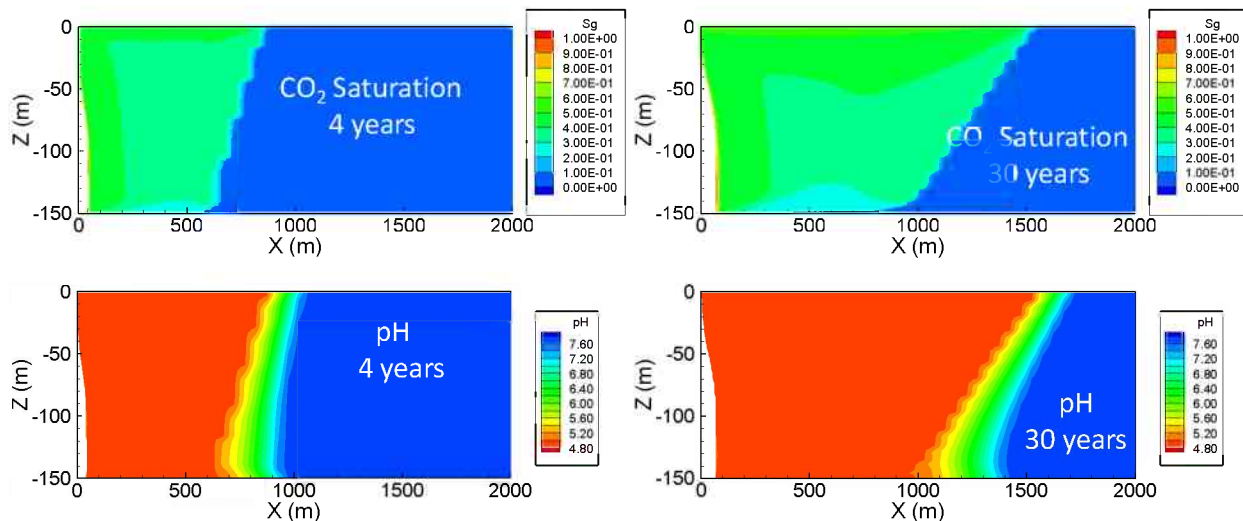 Sg
1.00E+00
9.00E-01
8.00E-01
7.00E-01
6.00E-01
5.00E-01
4.00E-01
3.00E-01
2.00E-01
1.00E-01
0.00E+00
0
-50
-100
-150
Z (m)
CO₂ Saturation
4 years
0 500 1000 1500 2000
X (m)
Sg
1.00E+00
9.00E-01
8.00E-01
7.00E-01
6.00E-01
5.00E-01
4.00E-01
3.00E-01
2.00E-01
1.00E-01
0.00E+00
0
-50
-100
-150
Z (m)
CO₂ Saturation
30 years
0 500 1000 1500 2000
X (m)
0
-50
-100
-150
Z (m)
pH
4 years
0 500 1000 1500 2000
X (m)
pH
7.60
7.20
6.80
6.40
6.00
5.60
5.20
4.80
0
-50
-100
-150
Z (m)
pH
30 years
0 500 1000 1500 2000
X (m)
pH
7.60
7.20
6.80
6.40
6.00
5.60
5.20
4.80